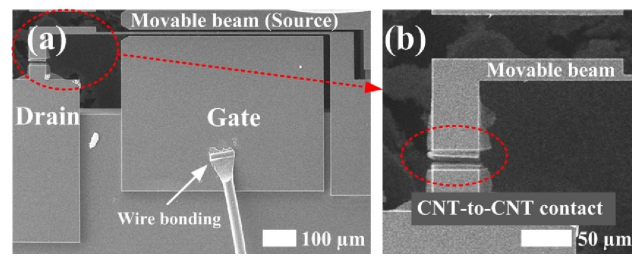 (a)
Movable beam (Source)
Drain
Gate
Wire bonding
100 µm
(b)
Movable beam
CNT-to-CNT contact
50 µm